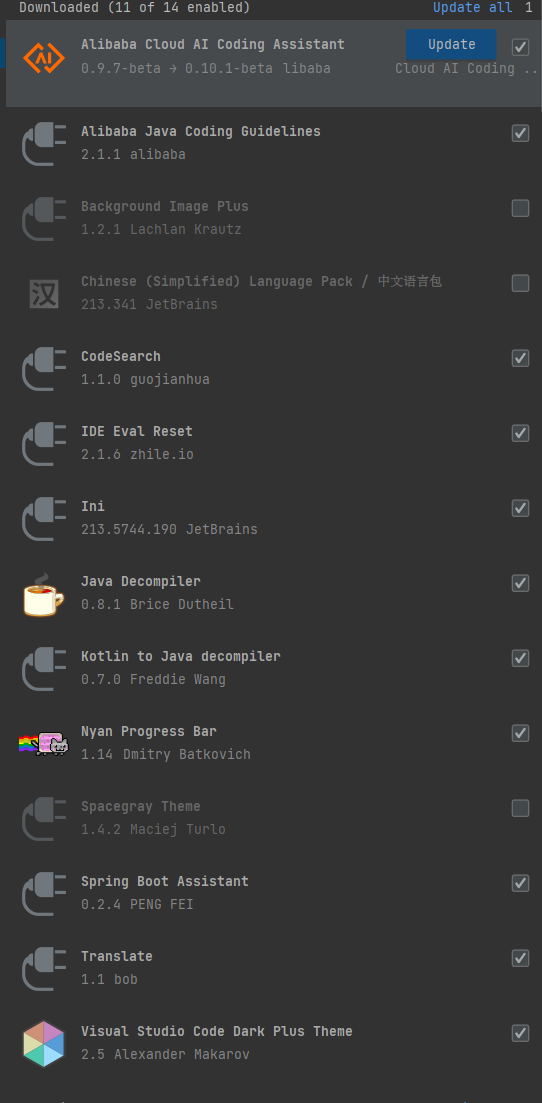 Downloaded (11 of 14 enabled) Update all 1
Alibaba Cloud AI Coding Assistant Update
0.9.7-beta → 0.10.1-beta libaba Cloud AI Coding ..
Alibaba Java Coding Guidelines
2.1.1 alibaba
Background Image Plus
1.2.1 Lachlan Krautz
汉 Chinese (Simplified) Language Pack / 中文语言包
213.341 JetBrains
CodeSearch
1.1.0 guojianhua
IDE Eval Reset
2.1.6 zhile.io
Ini
213.5744.190 JetBrains
Java Decompiler
0.8.1 Brice Dutheil
Kotlin to Java decompiler
0.7.0 Freddie Wang
Nyan Progress Bar
1.14 Dmitry Batkovich
Spacegray Theme
1.4.2 Maciej Turlo
Spring Boot Assistant
0.2.4 PENG FEI
Translate
1.1 bob
Visual Studio Code Dark Plus Theme
2.5 Alexander Makarov